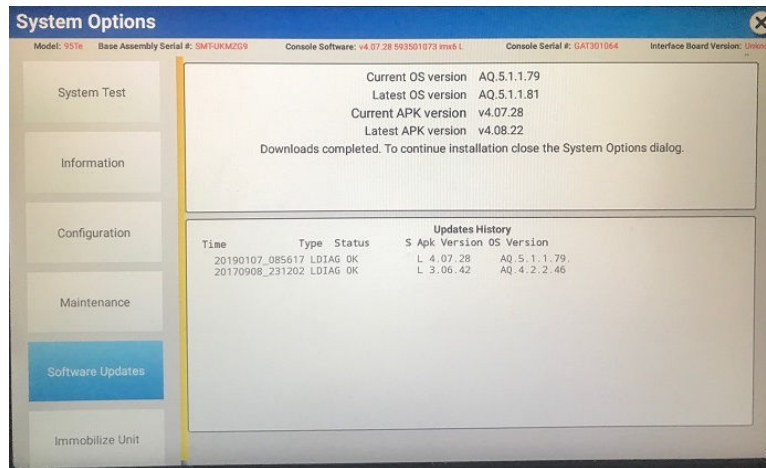 System Options
Model: 95Te Base Assembly Serial #: SMT-UKMZG9 Console Software: v4.07.28 593501073 imx6 L Console Serial #: GAT301064 Interface Board Version:
System Test
Information
Configuration
Maintenance
Software Updates
Immobilize Unit
Current OS version AQ.5.1.1.79
Latest OS version AQ.5.1.1.81
Current APK version v4.07.28
Latest APK version v4.08.22
Downloads completed. To continue installation close the System Options dialog.
Updates History
Time Type Status S Apk Version OS Version
20190107_085617 LDIAG OK L 4.07.28 AQ.5.1.1.79.
20170908_231202 LDIAG OK L 3.06.42 AQ.4.2.2.46